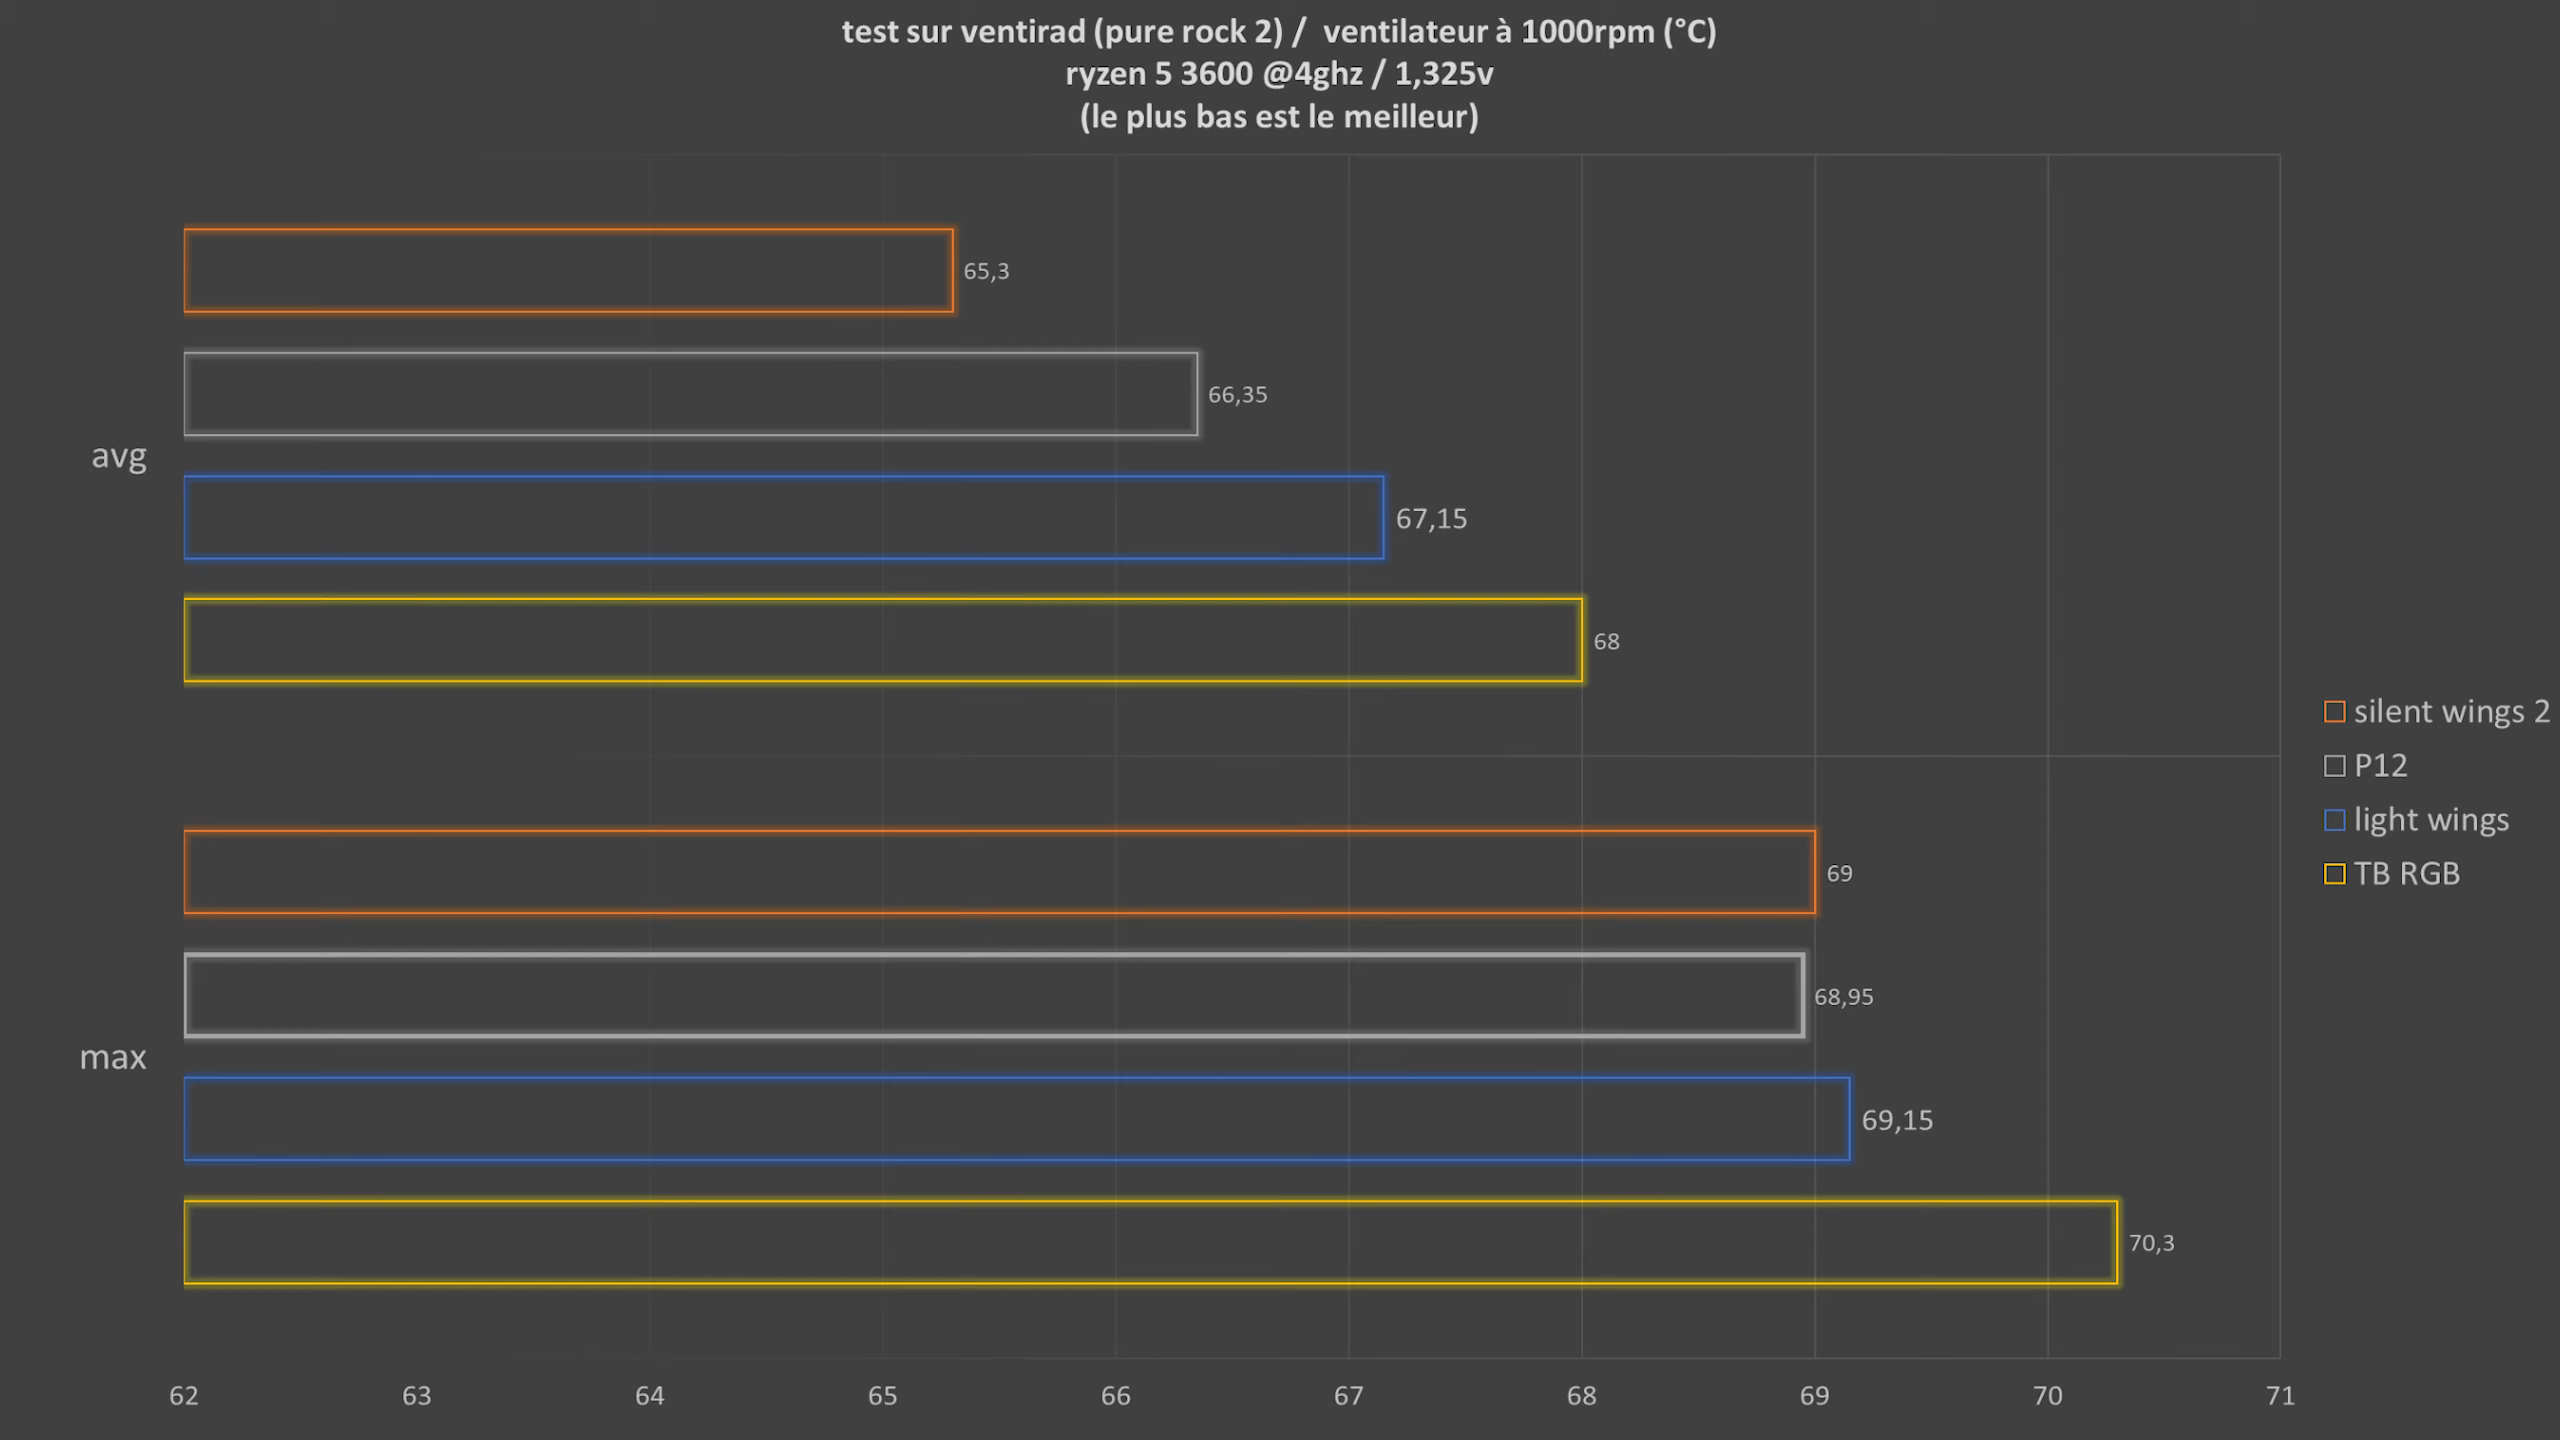 test sur ventirad (pure rock 2) /  ventilateur à 1000rpm (°C)
ryzen 5 3600 @4ghz / 1,325v
(le plus bas est le meilleur)
65,3
66,35
avg
67,15
68
silent wings 2
P12
light wings
TB RGB
69
68,95
max
69,15
70,3
62 63 64 65 66 67 68 69 70 71